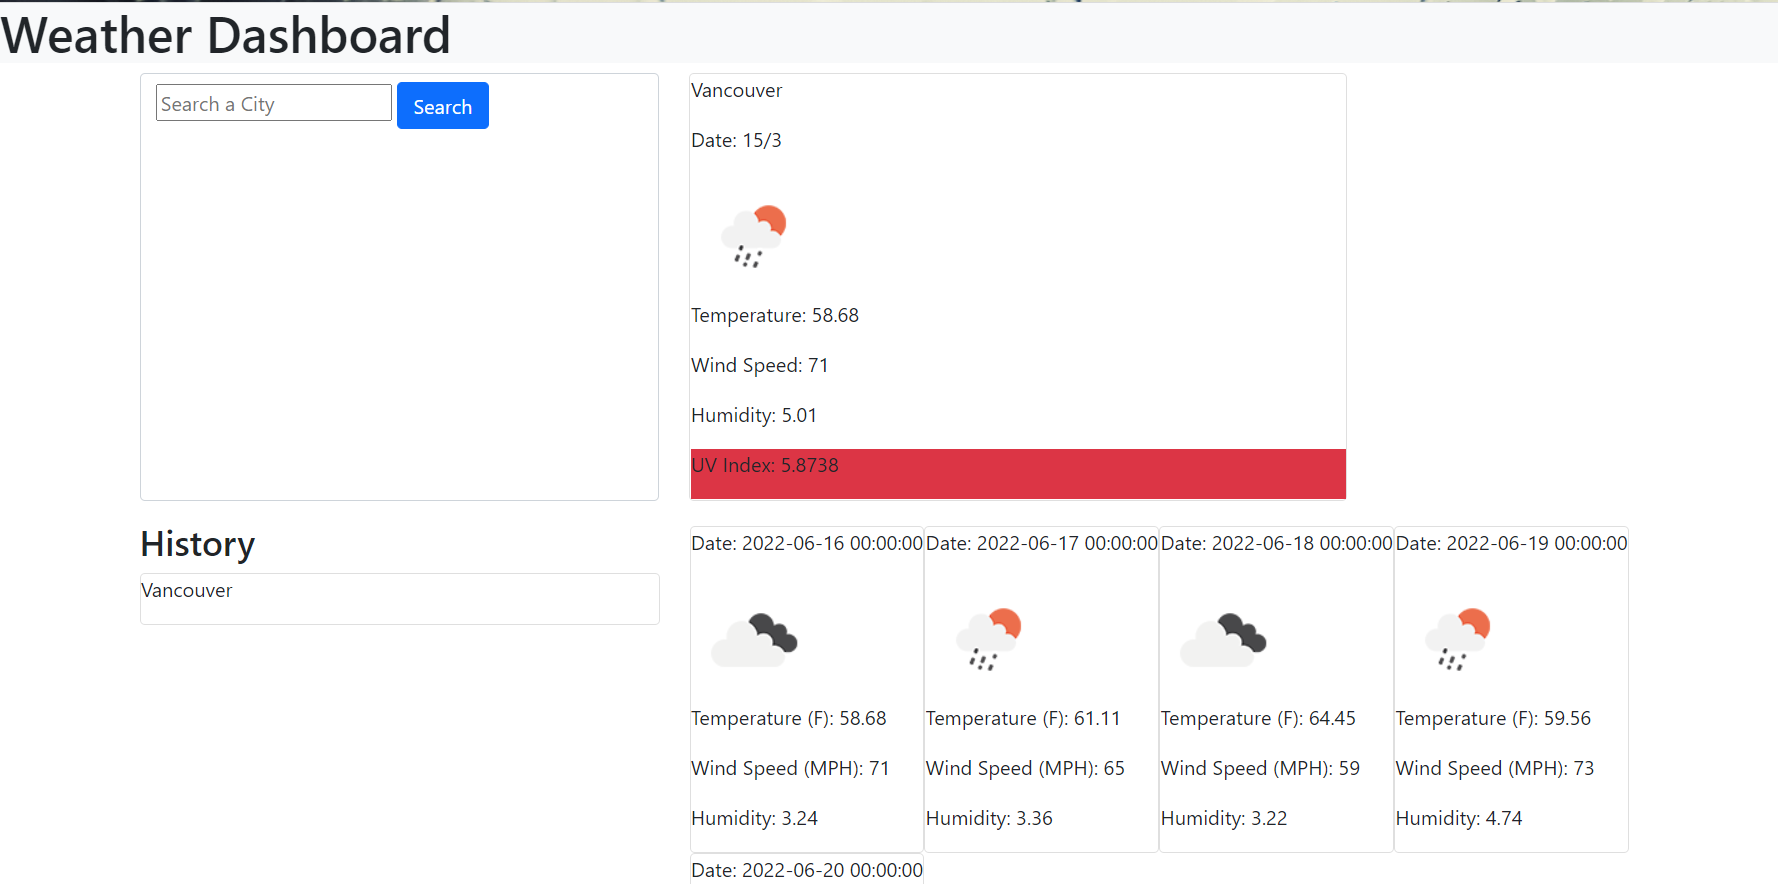 Weather Dashboard
Search a City
Search
Vancouver
Date: 15/3
Temperature: 58.68
Wind Speed: 71
Humidity: 5.01
UV Index: 5.8738
History
Vancouver
Date: 2022-06-16 00:00:00
Temperature (F): 58.68
Wind Speed (MPH): 71
Humidity: 3.24
Date: 2022-06-17 00:00:00
Temperature (F): 61.11
Wind Speed (MPH): 65
Humidity: 3.36
Date: 2022-06-18 00:00:00
Temperature (F): 64.45
Wind Speed (MPH): 59
Humidity: 3.22
Date: 2022-06-19 00:00:00
Temperature (F): 59.56
Wind Speed (MPH): 73
Humidity: 4.74
Date: 2022-06-20 00:00:00